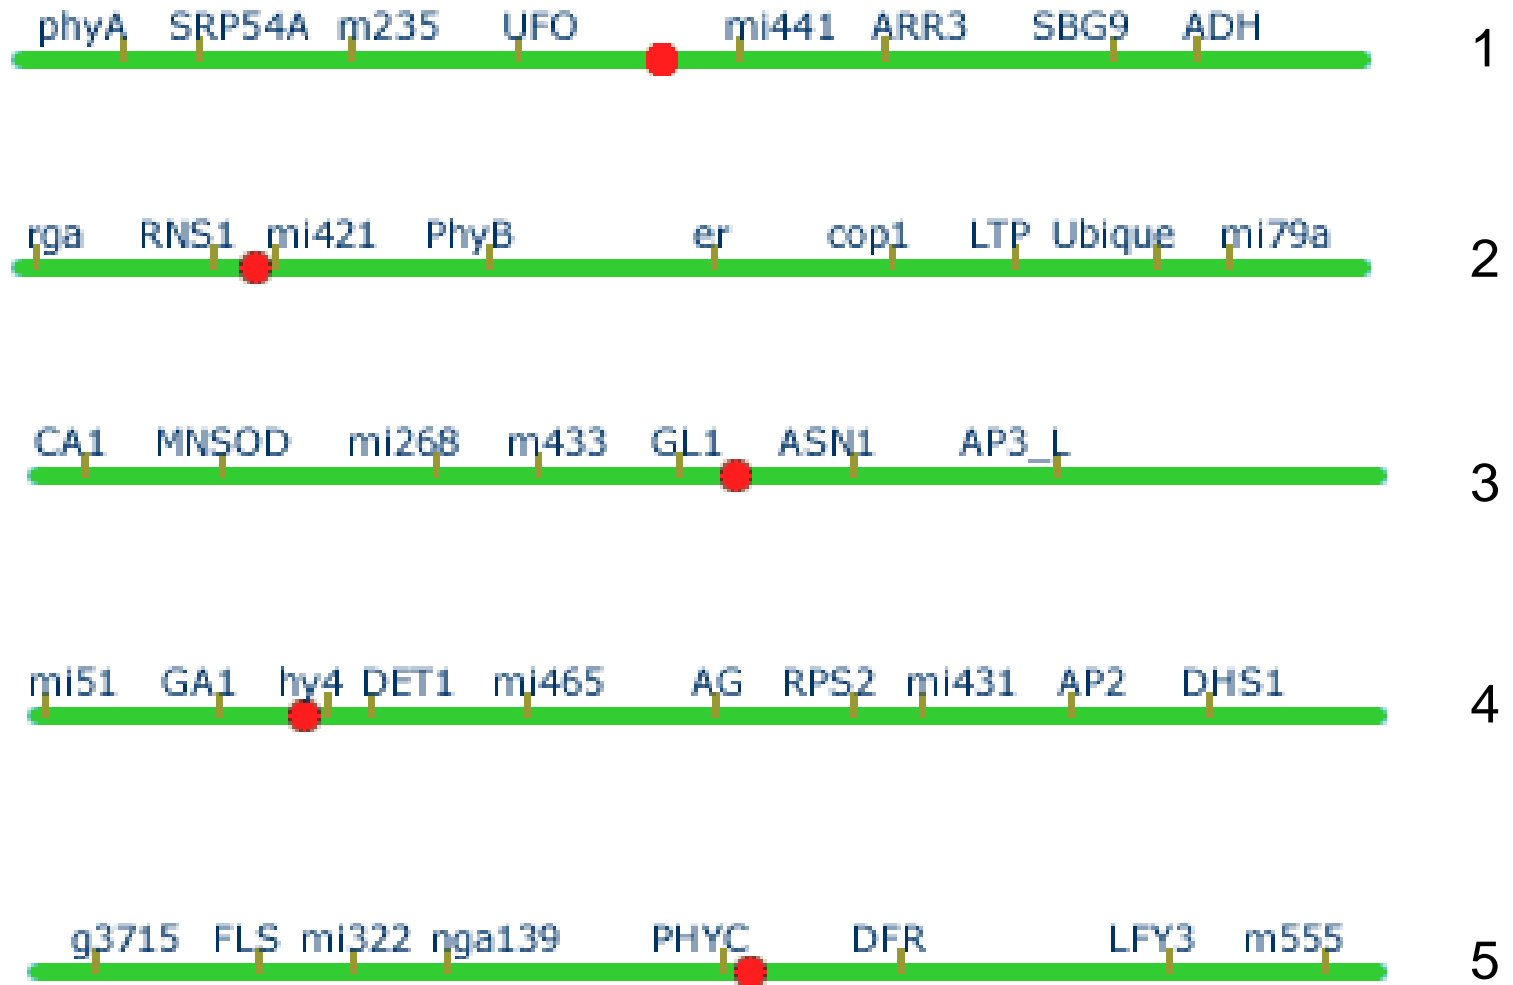 phyA SRP54A m235 UFO mi441 ARR3 SBG9 ADH 1
rga RNS1 mi421 PhyB er cop1 LTP Ubique mi79a 2
CA1 MNSOD mi268 m433 GL1 ASN1 AP3_L 3
mi51 GA1 hy4 DET1 mi465 AG RPS2 mi431 AP2 DHS1 4
g3715 FLS mi322 nga139 PHYC DFR LFY3 m555 5